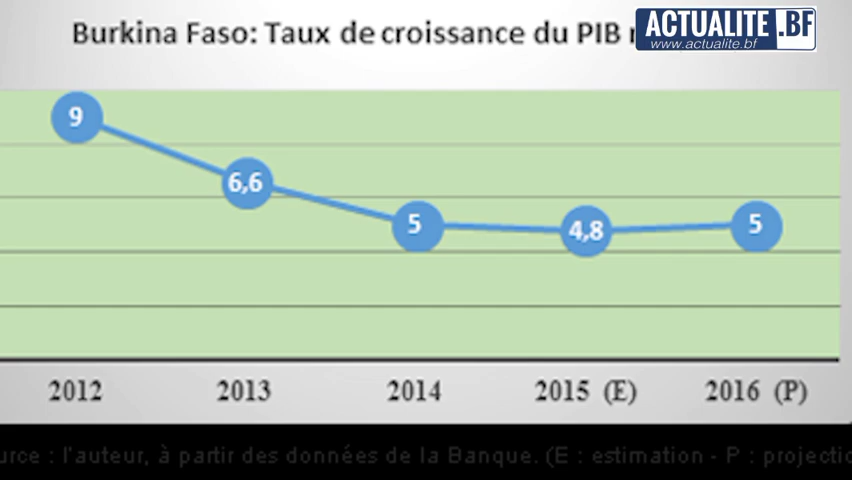 Burkina Faso: Taux de croissance du PIB
ACTUALITE.BF
www.actualite.bf
9
6,6
5
4,8
5
2012 2013 2014 2015 (E) 2016 (P)
: l'auteur, à partir des données de la Banque. (E : estimation - P :